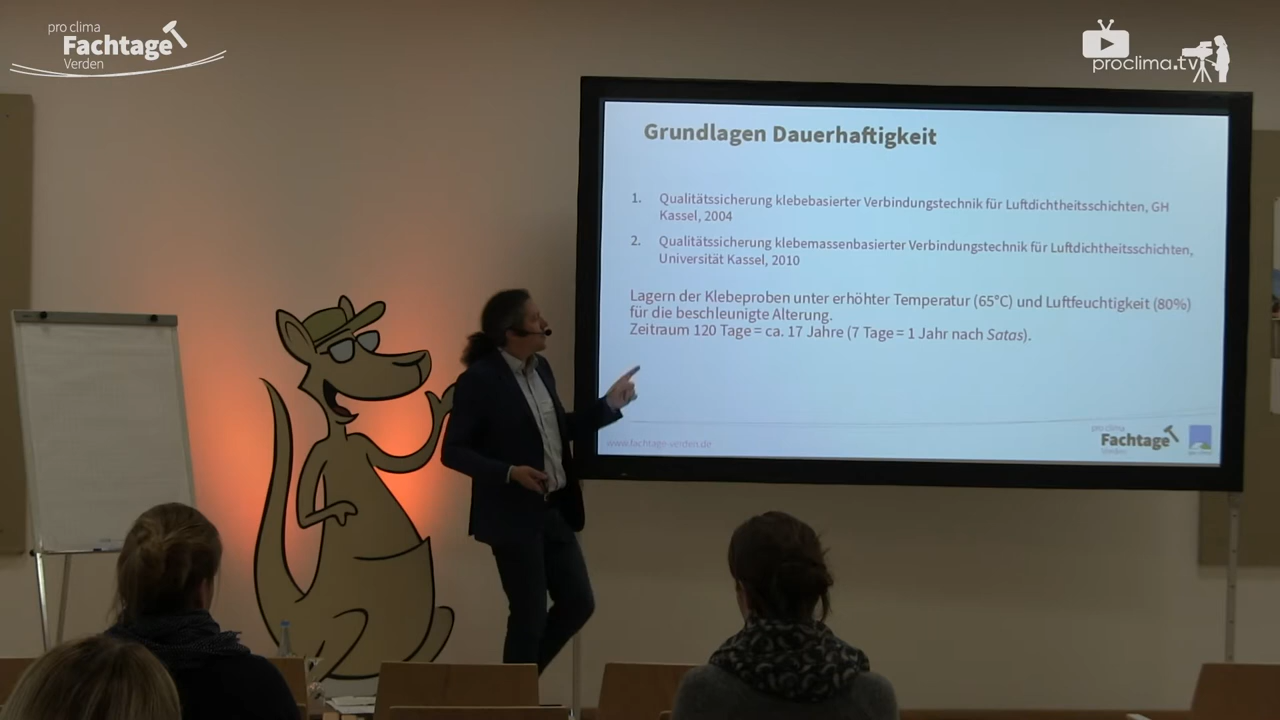 pro clima
Fachtage
Verden
proclima.tv
Grundlagen Dauerhaftigkeit
1. Qualitätssicherung klebebasierter Verbindungstechnik für Luftdichtheitsschichten, GH
Kassel, 2004
2. Qualitätssicherung klebemassenbasierter Verbindungstechnik für Luftdichtheitsschichten,
Universität Kassel, 2010
Lagern der Klebeproben unter erhöhter Temperatur (65°C) und Luftfeuchtigkeit (80%)
für die beschleunigte Alterung.
Zeitraum 120 Tage = ca. 17 Jahre (7 Tage = 1 Jahr nach Satas).
www.fachtage-verden.de
pro clima
Fachtage
Verden